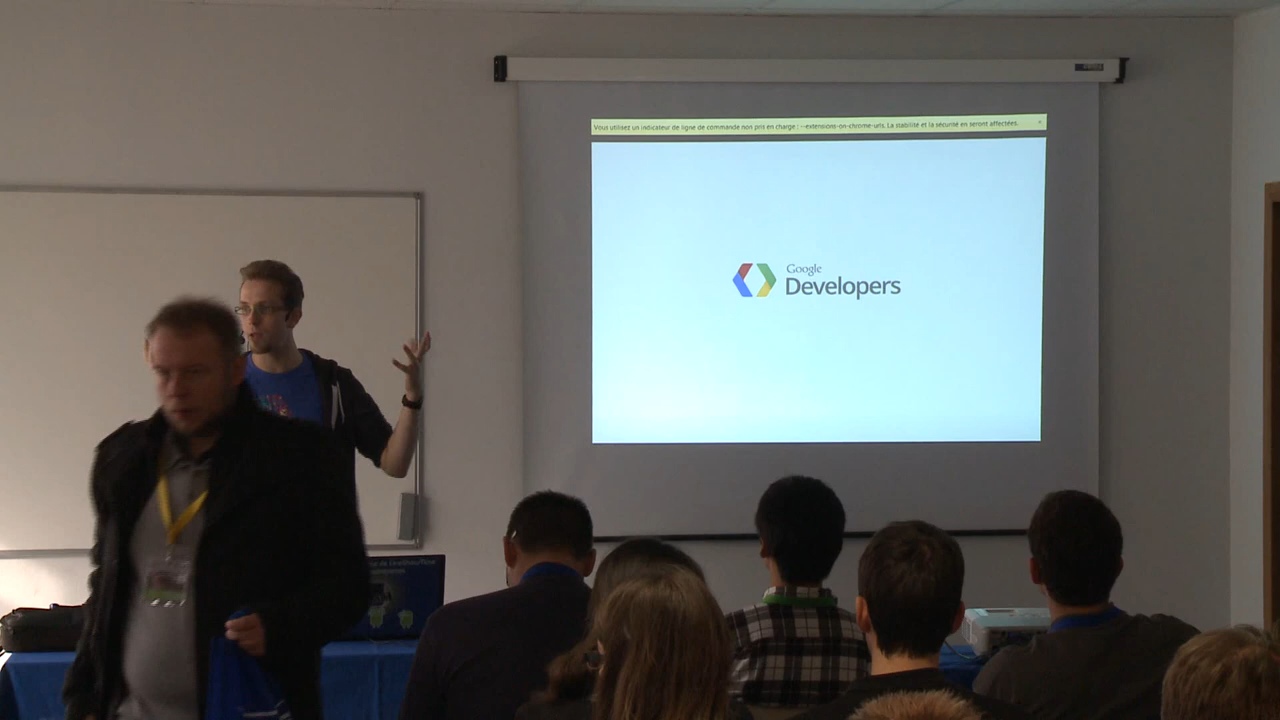 Vous utilisez un indicateur de ligne de commande non pris en charge : --extensions-on-chrome-urls. La stabilité et la sécurité en seront affectées.
Google
Developers